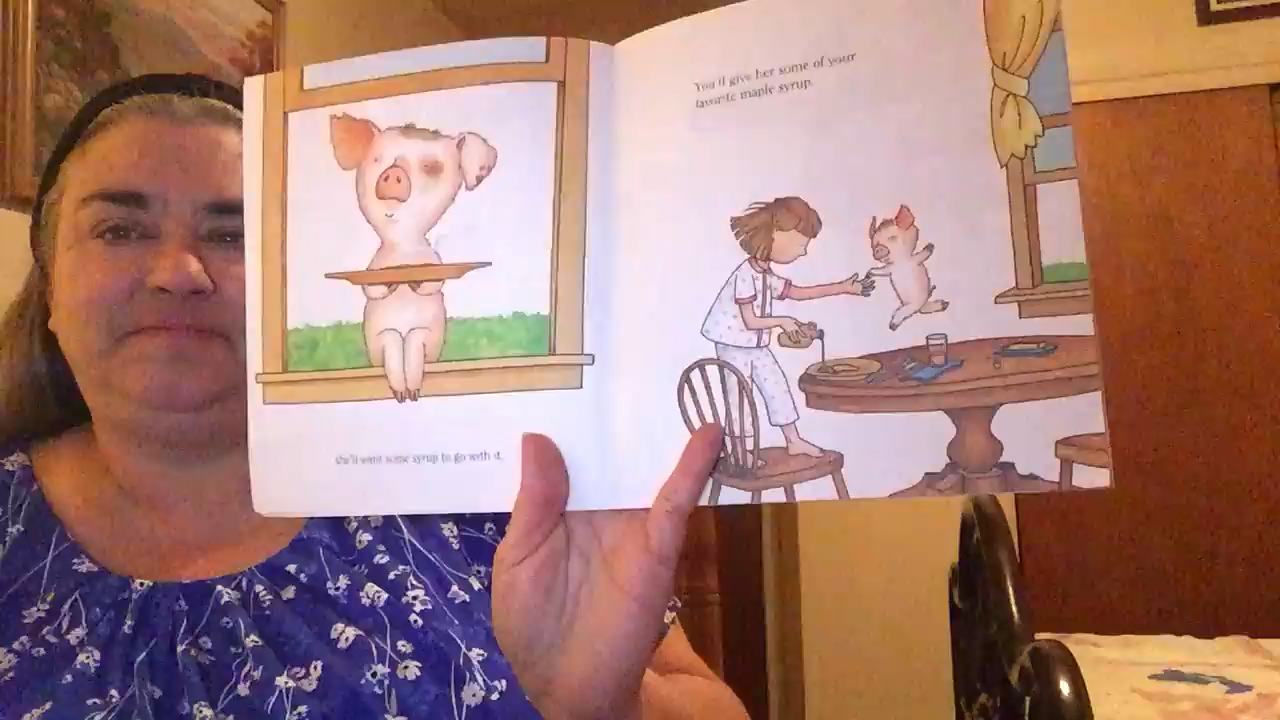 She'll want some syrup to go with it.
You'll give her some of your
favorite maple syrup.